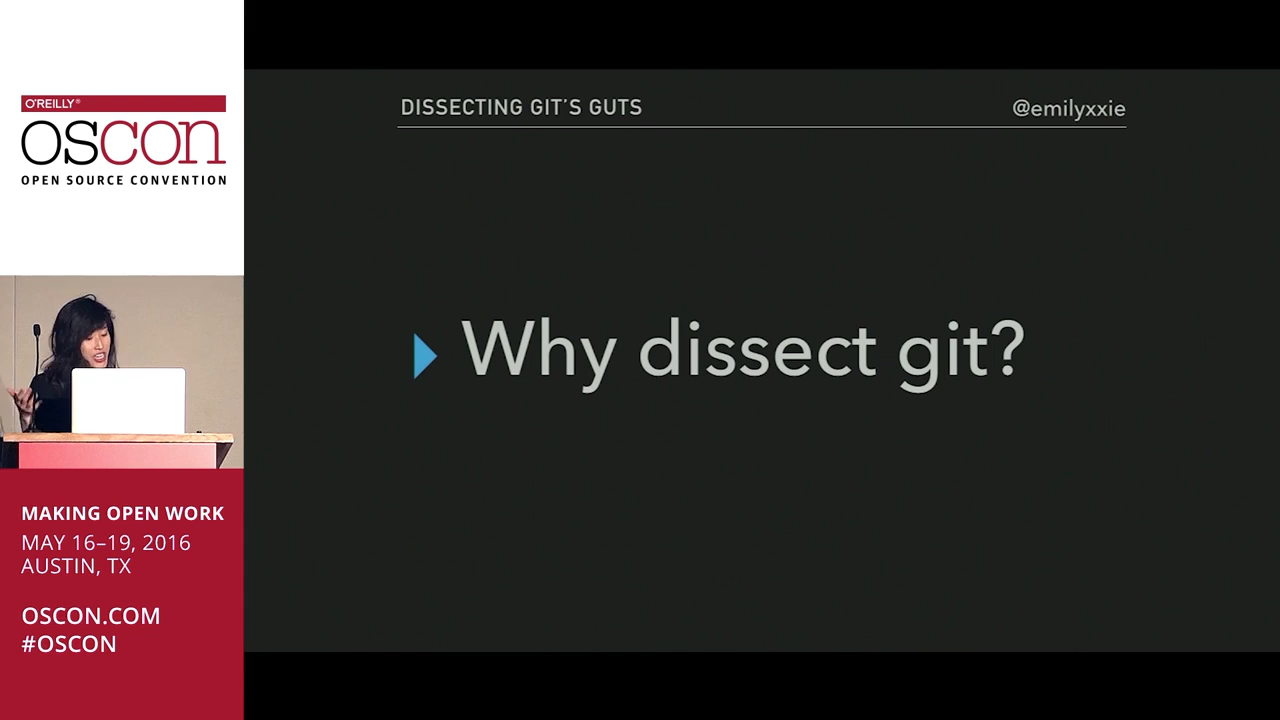 O'REILLY®
OSCON
OPEN SOURCE CONVENTION
MAKING OPEN WORK
MAY 16–19, 2016
AUSTIN, TX
OSCON.COM
#OSCON
DISSECTING GIT'S GUTS
@emilyxxie
Why dissect git?